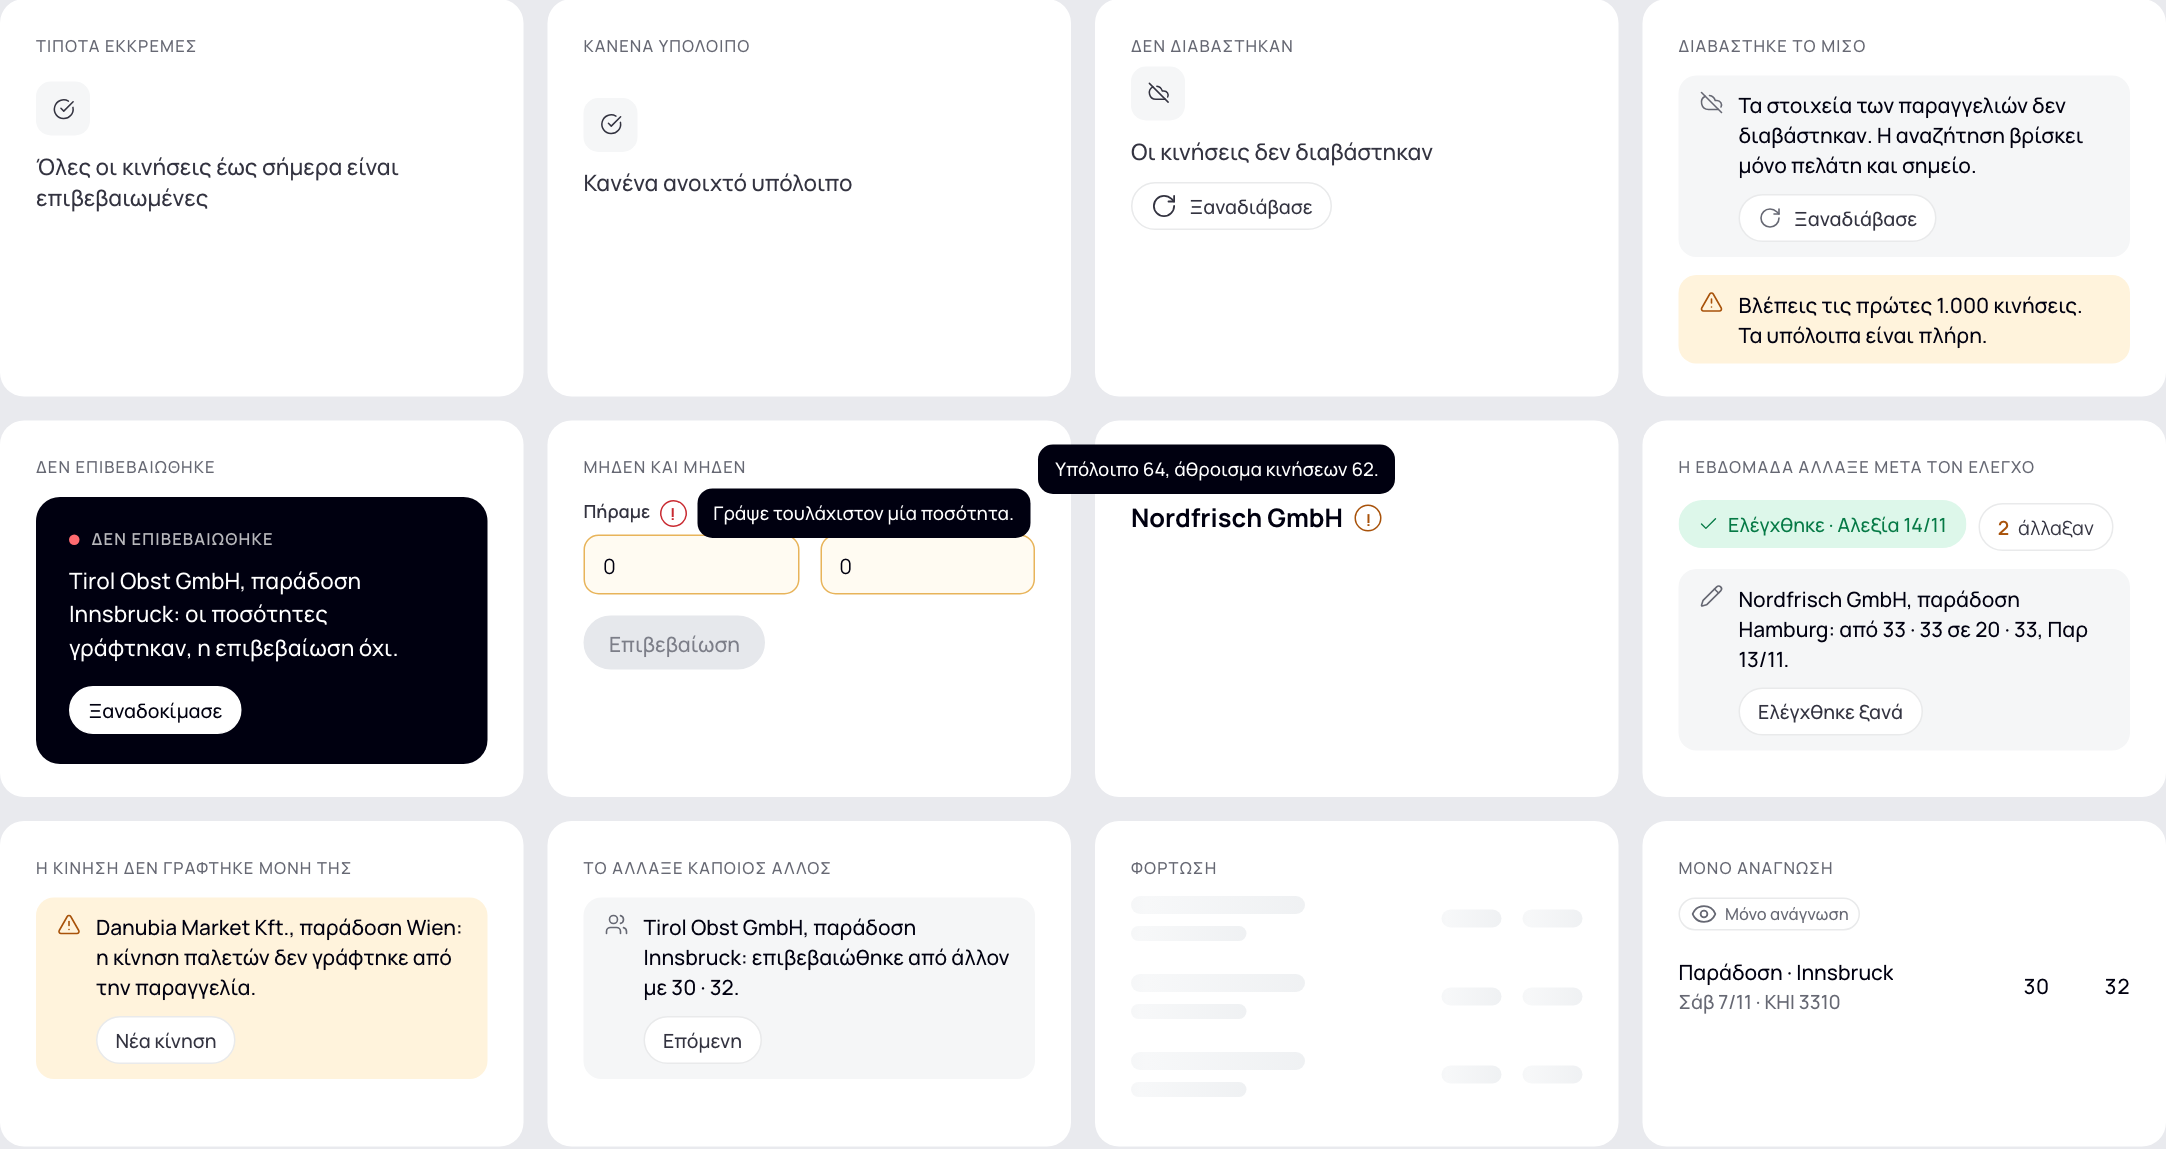 ΤΙΠΟΤΑ ΕΚΚΡΕΜΕΣ
Όλες οι κινήσεις έως σήμερα είναι
επιβεβαιωμένες
ΚΑΝΕΝΑ ΥΠΟΛΟΙΠΟ
Κανένα ανοιχτό υπόλοιπο
ΔΕΝ ΔΙΑΒΑΣΤΗΚΑΝ
Οι κινήσεις δεν διαβάστηκαν
Ξαναδιάβασε
ΔΙΑΒΑΣΤΗΚΕ ΤΟ ΜΙΣΟ
Τα στοιχεία των παραγγελιών δεν
διαβάστηκαν. Η αναζήτηση βρίσκει
μόνο πελάτη και σημείο.
Ξαναδιάβασε
Βλέπεις τις πρώτες 1.000 κινήσεις.
Τα υπόλοιπα είναι πλήρη.
ΔΕΝ ΕΠΙΒΕΒΑΙΩΘΗΚΕ
ΔΕΝ ΕΠΙΒΕΒΑΙΩΘΗΚΕ
Tirol Obst GmbH, παράδοση
Innsbruck: οι ποσότητες
γράφτηκαν, η επιβεβαίωση όχι.
Ξαναδοκίμασε
ΜΗΔΕΝ ΚΑΙ ΜΗΔΕΝ
Πήραμε
Γράψε τουλάχιστον μία ποσότητα.
0
0
Επιβεβαίωση
Υπόλοιπο 64, άθροισμα κινήσεων 62.
Nordfrisch GmbH
Η ΕΒΔΟΜΑΔΑ ΑΛΛΑΞΕ ΜΕΤΑ ΤΟΝ ΕΛΕΓΧΟ
Ελέγχθηκε · Αλεξία 14/11
2 άλλαξαν
Nordfrisch GmbH, παράδοση
Hamburg: από 33 · 33 σε 20 · 33, Παρ
13/11.
Ελέγχθηκε ξανά
Η ΚΙΝΗΣΗ ΔΕΝ ΓΡΑΦΤΗΚΕ ΜΟΝΗ ΤΗΣ
Danubia Market Kft., παράδοση Wien:
η κίνηση παλετών δεν γράφτηκε από
την παραγγελία.
Νέα κίνηση
ΤΟ ΑΛΛΑΞΕ ΚΑΠΟΙΟΣ ΑΛΛΟΣ
Tirol Obst GmbH, παράδοση
Innsbruck: επιβεβαιώθηκε από άλλον
με 30 · 32.
Επόμενη
ΦΟΡΤΩΣΗ
ΜΟΝΟ ΑΝΑΓΝΩΣΗ
Μόνο ανάγνωση
Παράδοση · Innsbruck
Σάβ 7/11 · KHI 3310
30
32